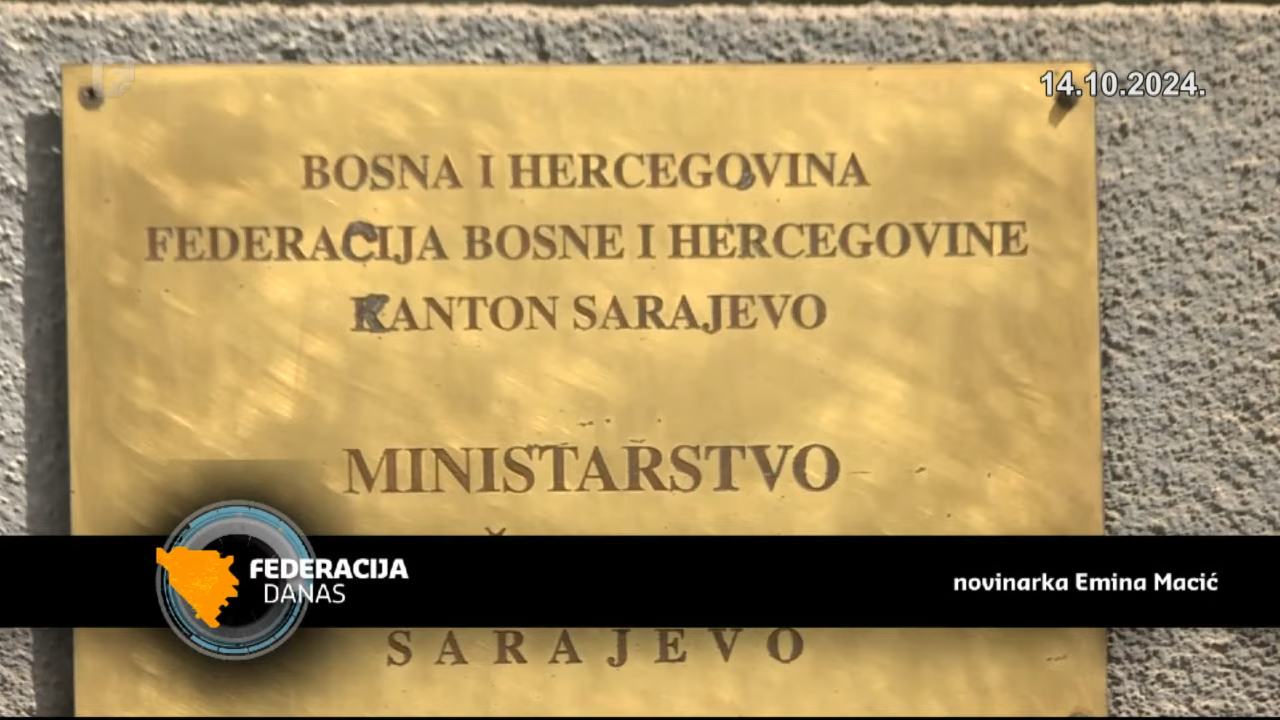 14.10.2024.
BOSNA I HERCEGOVINA
FEDERACIJA BOSNE I HERCEGOVINE
KANTON SARAJEVO
MINISTARSTVO
FEDERACIJA
DANAS
novinarka Emina Macić
SARAJEVO